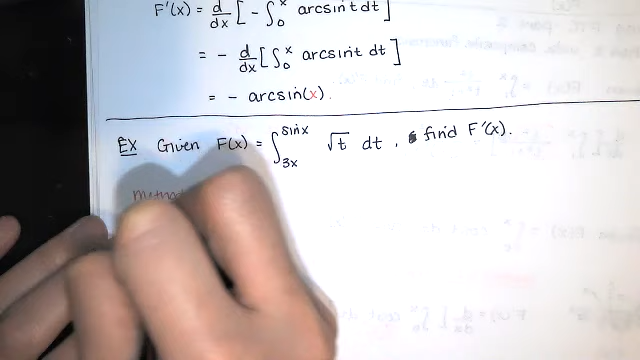 F'(x) = d/dx [ - ∫₀ˣ arcsint dt ]
= - d/dx [ ∫₀ˣ arcsint dt ]
= - arcsin(x).
EX Given F(x) = ∫_{3x}^{sinx} √t dt , find F'(x).